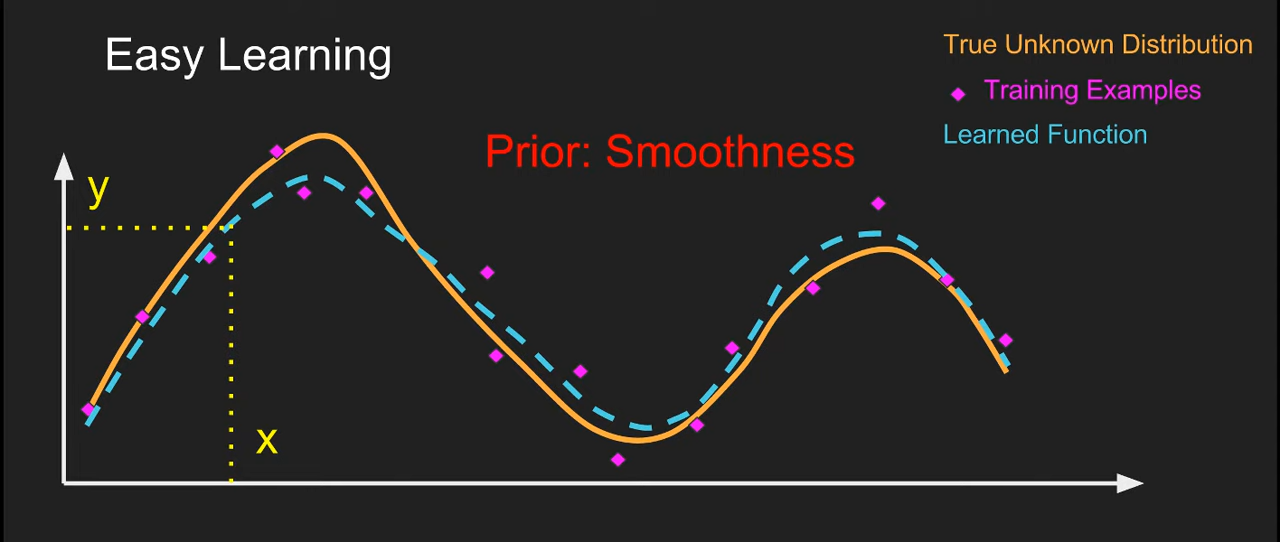 Easy Learning
True Unknown Distribution
Training Examples
Learned Function
Prior: Smoothness
y
x